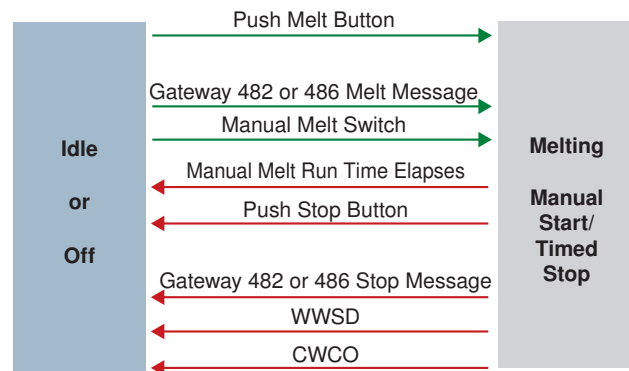 Push Melt Button
Gateway 482 or 486 Melt Message
Manual Melt Switch
Idle
or
Off
Manual Melt Run Time Elapses
Push Stop Button
Melting
Manual
Start/
Timed
Stop
Gateway 482 or 486 Stop Message
WWSD
CWCO